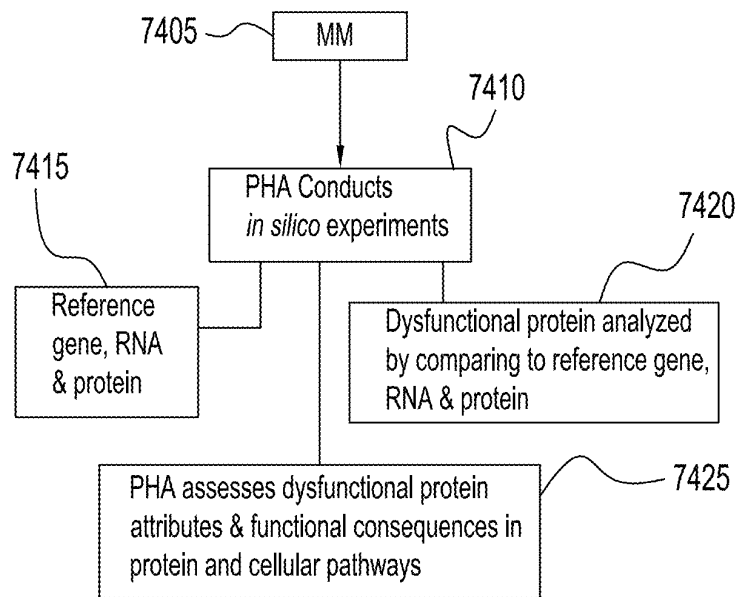 7405
MM
7410
PHA Conducts
in silico experiments
7415
Reference
gene, RNA
& protein
7420
Dysfunctional protein analyzed
by comparing to reference gene,
RNA & protein
7425
PHA assesses dysfunctional protein
attributes & functional consequences in
protein and cellular pathways